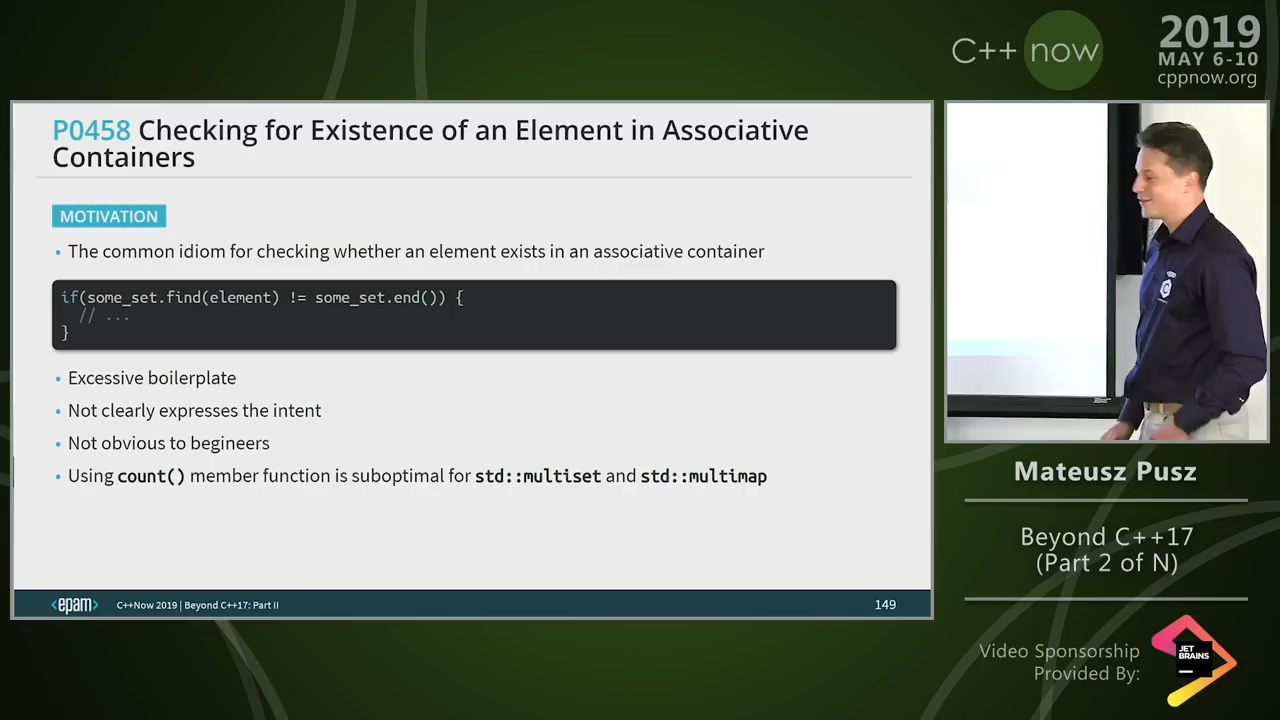 C++ now
2019
MAY 6-10
cppnow.org
P0458 Checking for Existence of an Element in Associative
Containers
MOTIVATION
• The common idiom for checking whether an element exists in an associative container
if(some_set.find(element) != some_set.end()) {
// ...
}
• Excessive boilerplate
• Not clearly expresses the intent
• Not obvious to begineers
• Using count() member function is suboptimal for std::multiset and std::multimap
<epam>
C++Now 2019 | Beyond C++17: Part II
149
Mateusz Pusz
Beyond C++17
(Part 2 of N)
Video Sponsorship
Provided By:
JET
BRAINS